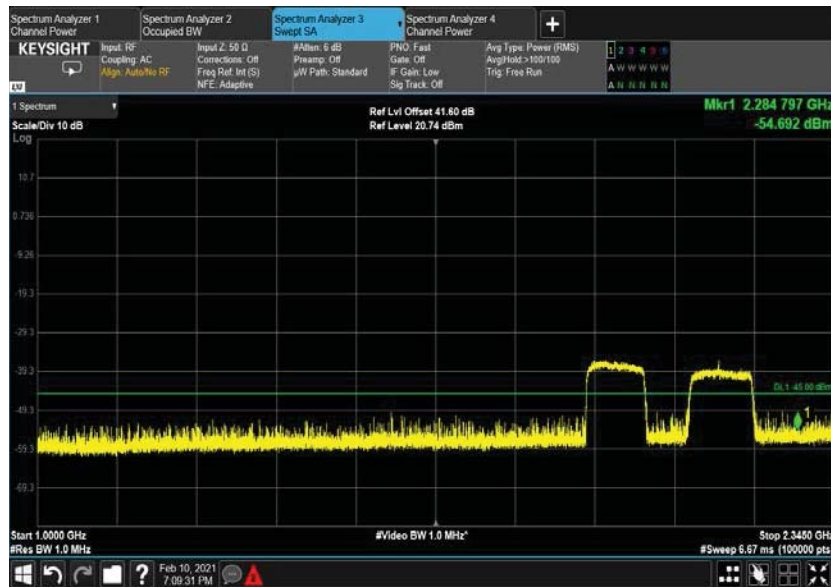 Spectrum Analyzer 1
Channel Power
Spectrum Analyzer 2
Occupied BW
Spectrum Analyzer 3
Swept SA
Spectrum Analyzer 4
Channel Power
KEYSIGHT
Input: RF
Coupling: AC
Align: Auto/No RF
Input Z: 50 Ω
Corrections: Off
Freq Ref: Int (S)
NFE: Adaptive
#Atten: 6 dB
Preamp: Off
µW Path: Standard
PNO: Fast
Gate: Off
IF Gain: Low
Sig Track: Off
Avg Type: Power (RMS)
Avg|Hold:>100/100
Trig: Free Run
1 2 3 4 5 6
A W W W W W
A N N N N N
1 Spectrum
Scale/Div 10 dB
Log
Ref Lvl Offset 41.60 dB
Ref Level 20.74 dBm
Mkr1 2.284 797 GHz
-54.692 dBm
10.7
0.736
-9.26
-19.3
-29.3
-39.3
DL1 -45.00 dBm
-49.3
1
-59.3
-69.3
Start 1.0000 GHz
#Res BW 1.0 MHz
#Video BW 1.0 MHz*
Stop 2.3450 GHz
#Sweep 6.67 ms (100000 pts
?
Feb 10, 2021
7:09:31 PM